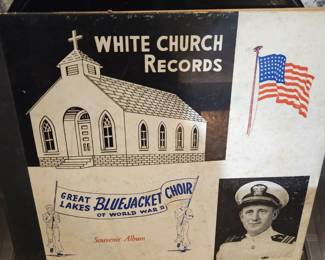 WHITE CHURCH
RECORDS
GREAT
LAKES
BLUEJACKET CHOIR
OF WORLD WAR II
Souvenir Album